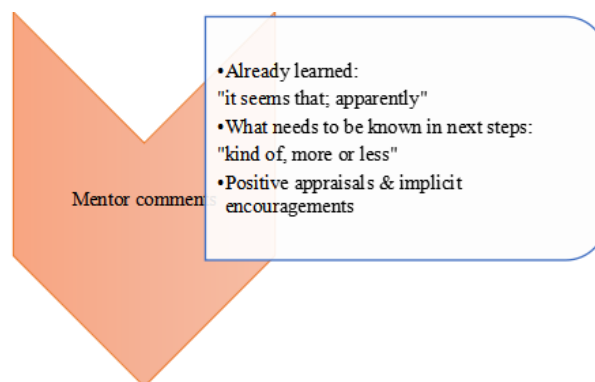 Mentor comments
•Already learned:
"it seems that; apparently"
•What needs to be known in next steps:
"kind of, more or less"
•Positive appraisals & implicit
encouragements